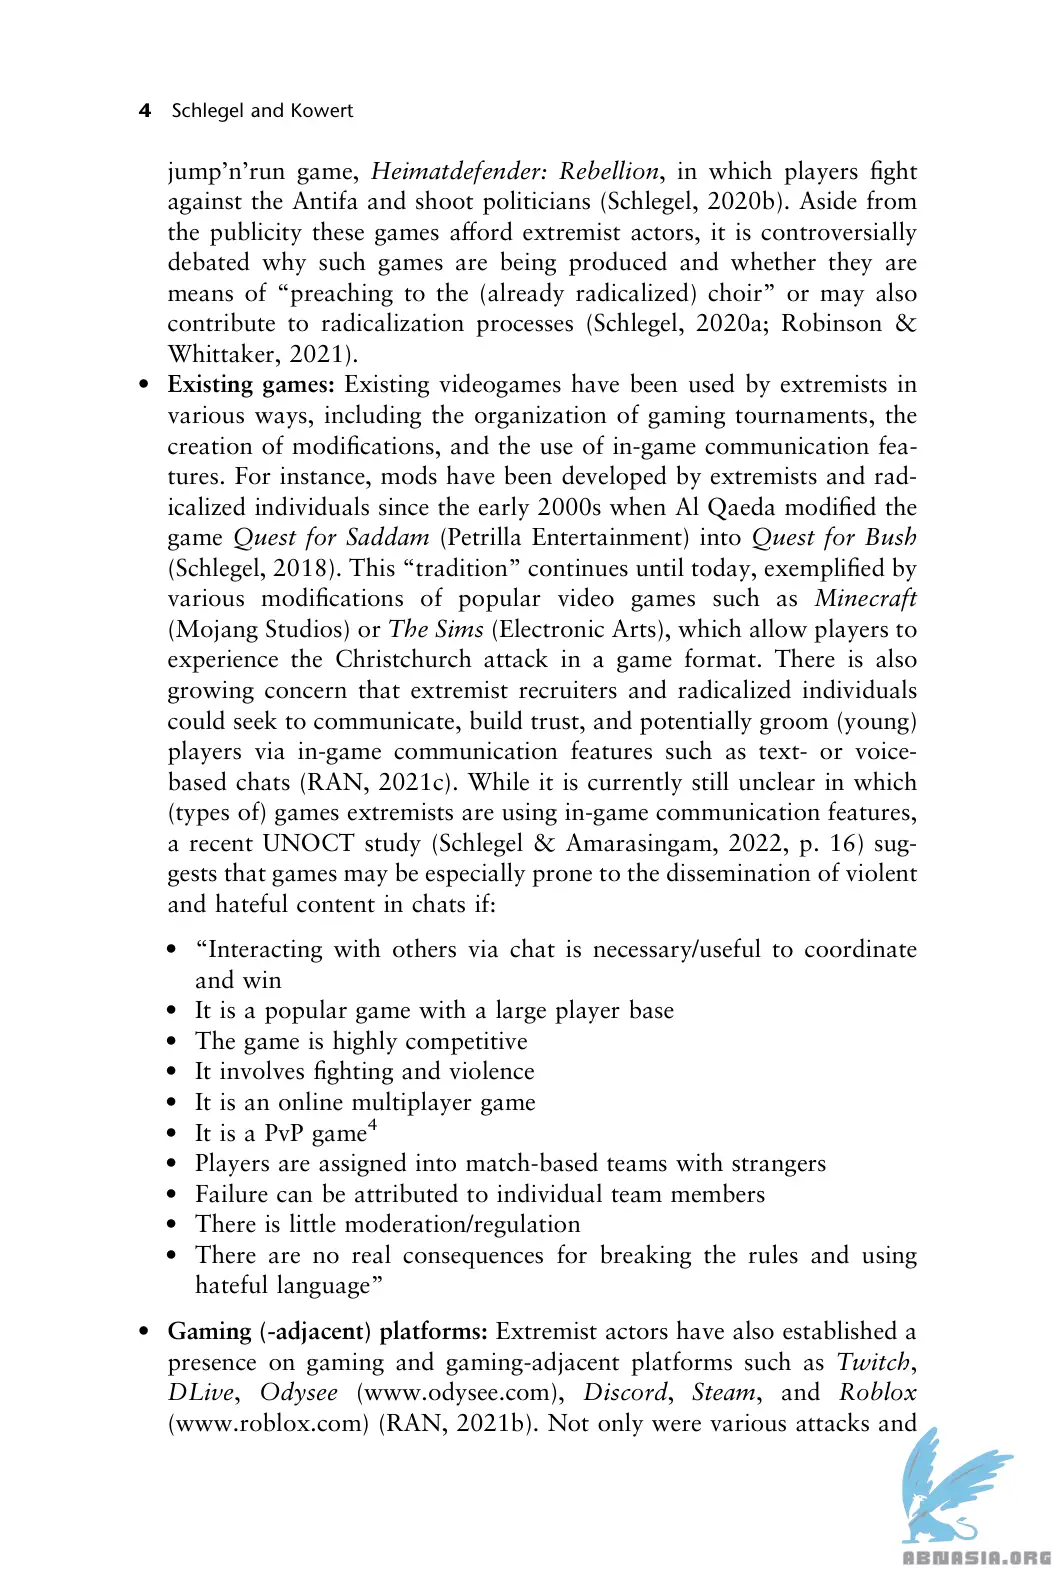 4 Schlegel and Kowert
jump’n’run game, Heimatdefender: Rebellion, in which players fight
against the Antifa and shoot politicians (Schlegel, 2020b). Aside from
the publicity these games afford extremist actors, it is controversially
debated why such games are being produced and whether they are
means of “preaching to the (already radicalized) choir” or may also
contribute to radicalization processes (Schlegel, 2020a; Robinson &
Whittaker, 2021).
• Existing games: Existing videogames have been used by extremists in
various ways, including the organization of gaming tournaments, the
creation of modifications, and the use of in-game communication fea-
tures. For instance, mods have been developed by extremists and rad-
icalized individuals since the early 2000s when Al Qaeda modified the
game Quest for Saddam (Petrilla Entertainment) into Quest for Bush
(Schlegel, 2018). This “tradition” continues until today, exemplified by
various modifications of popular video games such as Minecraft
(Mojang Studios) or The Sims (Electronic Arts), which allow players to
experience the Christchurch attack in a game format. There is also
growing concern that extremist recruiters and radicalized individuals
could seek to communicate, build trust, and potentially groom (young)
players via in-game communication features such as text- or voice-
based chats (RAN, 2021c). While it is currently still unclear in which
(types of) games extremists are using in-game communication features,
a recent UNOCT study (Schlegel & Amarasingam, 2022, p. 16) sug-
gests that games may be especially prone to the dissemination of violent
and hateful content in chats if:
• “Interacting with others via chat is necessary/useful to coordinate
and win
• It is a popular game with a large player base
• The game is highly competitive
• It involves fighting and violence
• It is an online multiplayer game
• It is a PvP game4
• Players are assigned into match-based teams with strangers
• Failure can be attributed to individual team members
• There is little moderation/regulation
• There are no real consequences for breaking the rules and using
hateful language”
• Gaming (-adjacent) platforms: Extremist actors have also established a
presence on gaming and gaming-adjacent platforms such as Twitch,
DLive, Odysee (www.odysee.com), Discord, Steam, and Roblox
(www.roblox.com) (RAN, 2021b). Not only were various attacks and
ABNASIA.ORG